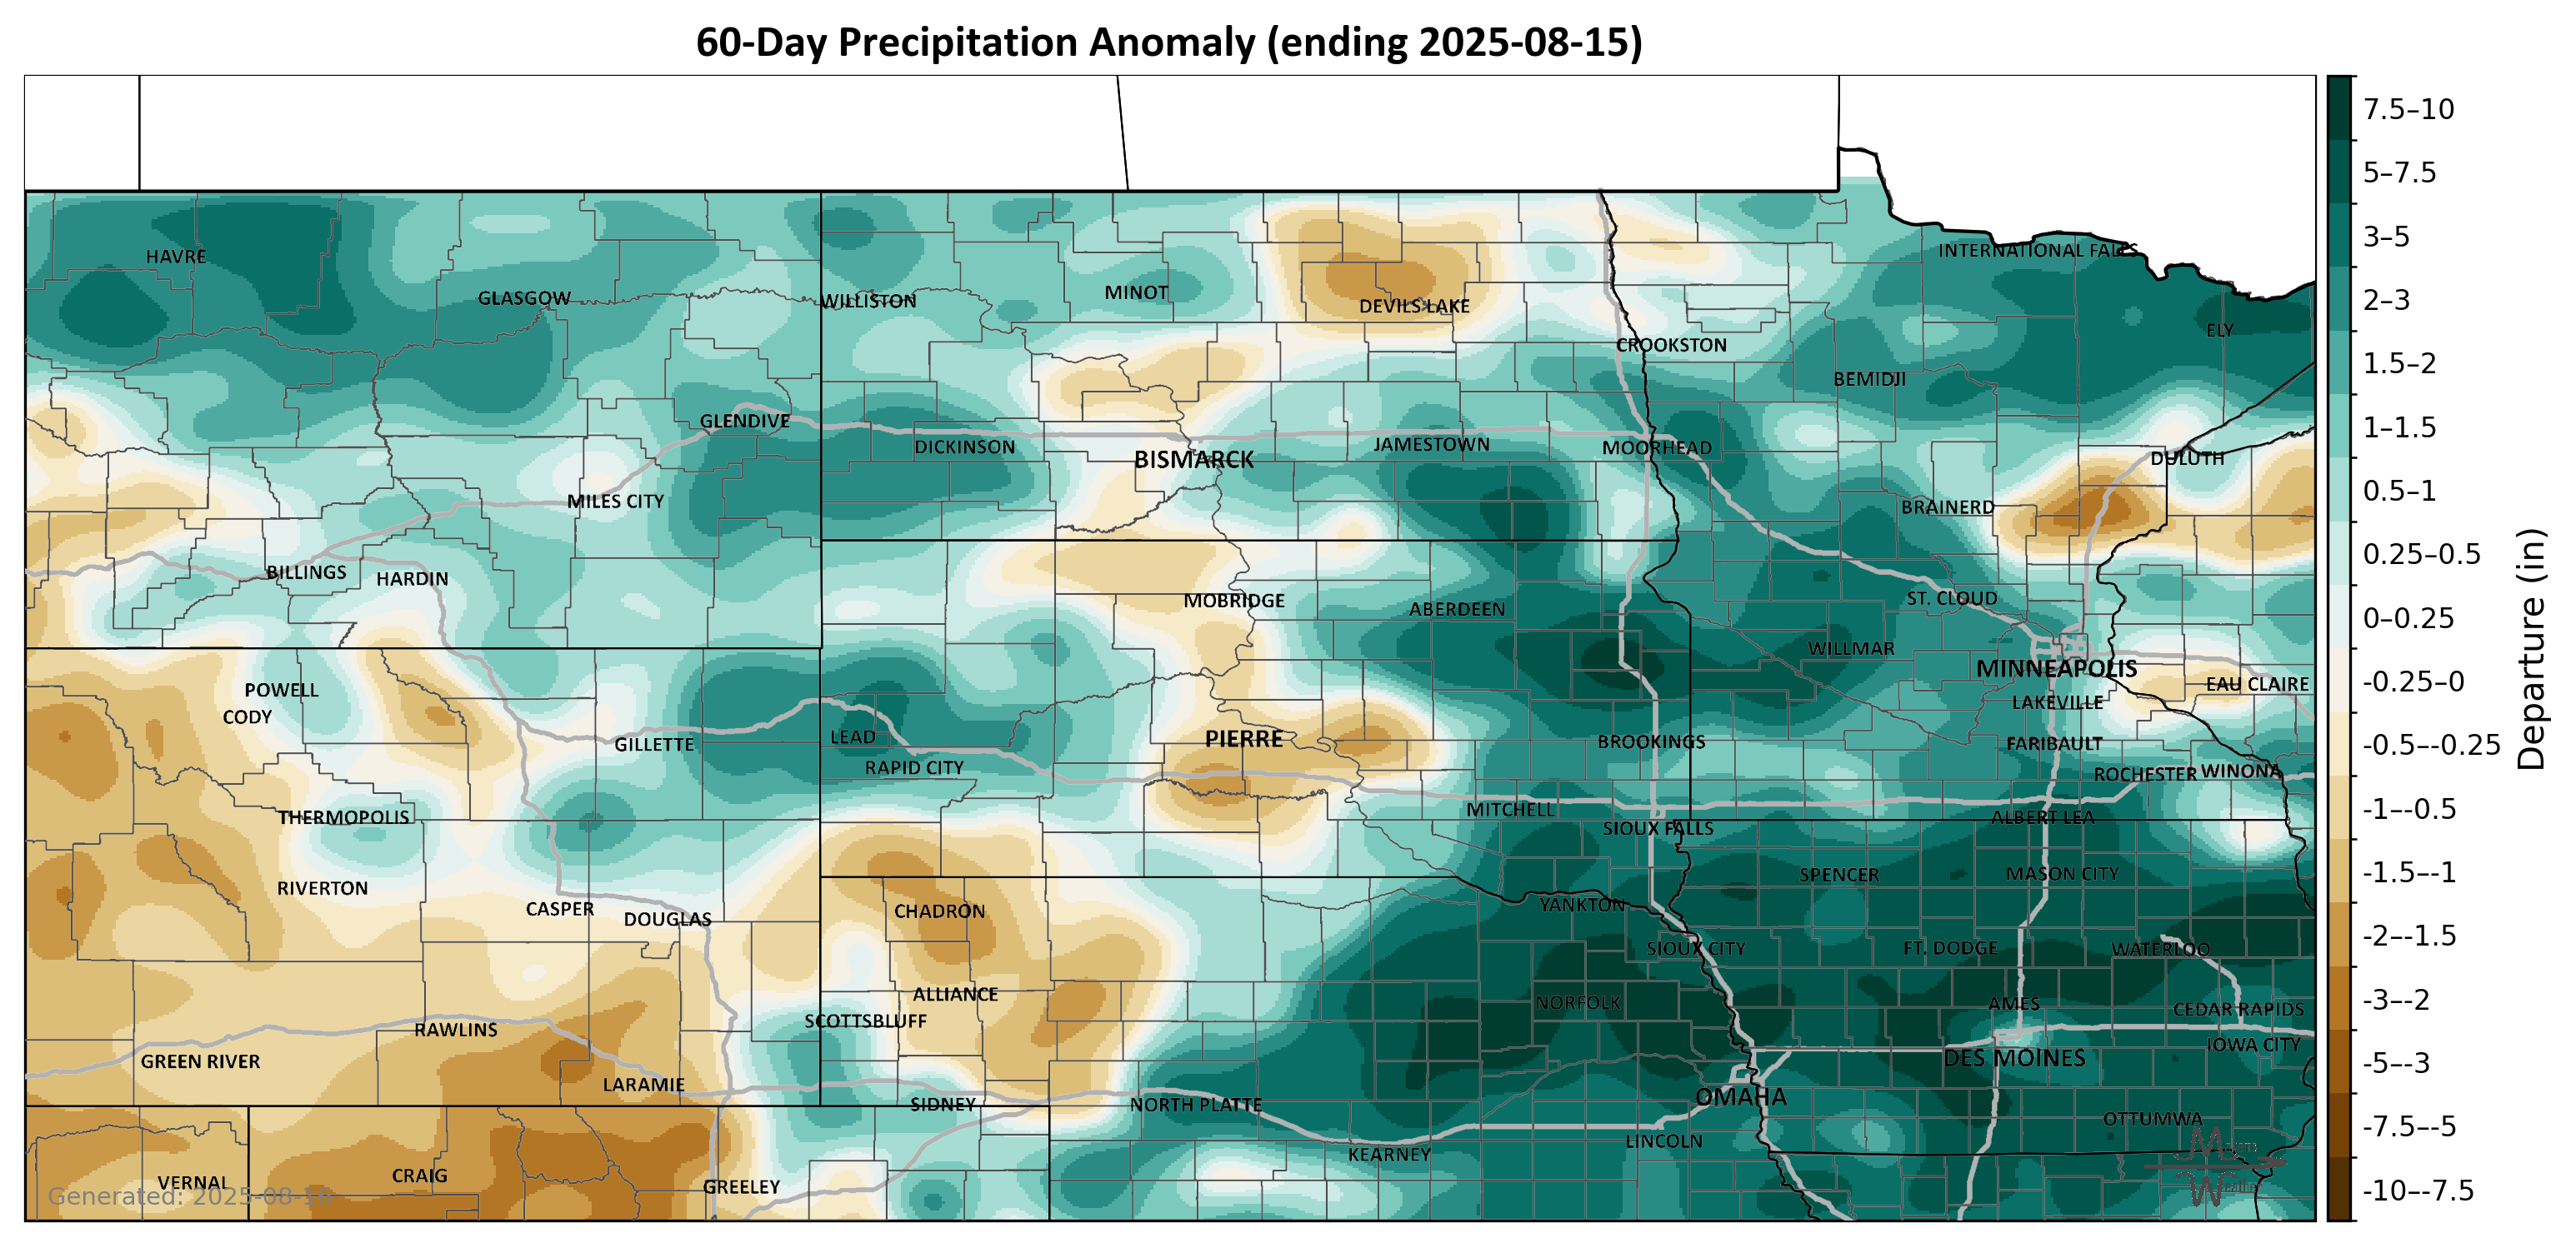 60-Day Precipitation Anomaly (ending 2025-08-15)
7.5–10
5–7.5
3–5
2–3
1.5–2
1–1.5
0.5–1
0.25–0.5
0–0.25
-0.25–0
-0.5–-0.25
-1–-0.5
-1.5–-1
-2–-1.5
-3–-2
-5–-3
-7.5–-5
-10–-7.5
Departure (in)
HAVRE
INTERNATIONAL FALLS
GLASGOW
WILLISTON
MINOT
DEVILS LAKE
ELY
CROOKSTON
BEMIDJI
GLENDIVE
DICKINSON
BISMARCK
JAMESTOWN
MOORHEAD
DULUTH
MILES CITY
BRAINERD
BILLINGS
HARDIN
MOBRIDGE
ABERDEEN
ST. CLOUD
WILLMAR
MINNEAPOLIS
POWELL
CODY
EAU CLAIRE
LAKEVILLE
GILLETTE
LEAD
RAPID CITY
PIERRE
BROOKINGS
FARIBAULT
ROCHESTER
WINONA
THERMOPOLIS
MITCHELL
SIOUX FALLS
ALBERT LEA
RIVERTON
CASPER
DOUGLAS
CHADRON
YANKTON
SPENCER
MASON CITY
SIOUX CITY
FT. DODGE
WATERLOO
ALLIANCE
SCOTTSBLUFF
NORFOLK
AMES
CEDAR RAPIDS
RAWLINS
GREEN RIVER
LARAMIE
DES MOINES
IOWA CITY
SIDNEY
NORTH PLATTE
OMAHA
OTTUMWA
LINCOLN
KEARNEY
VERNAL
CRAIG
GREELEY
Generated: 2025-08-16